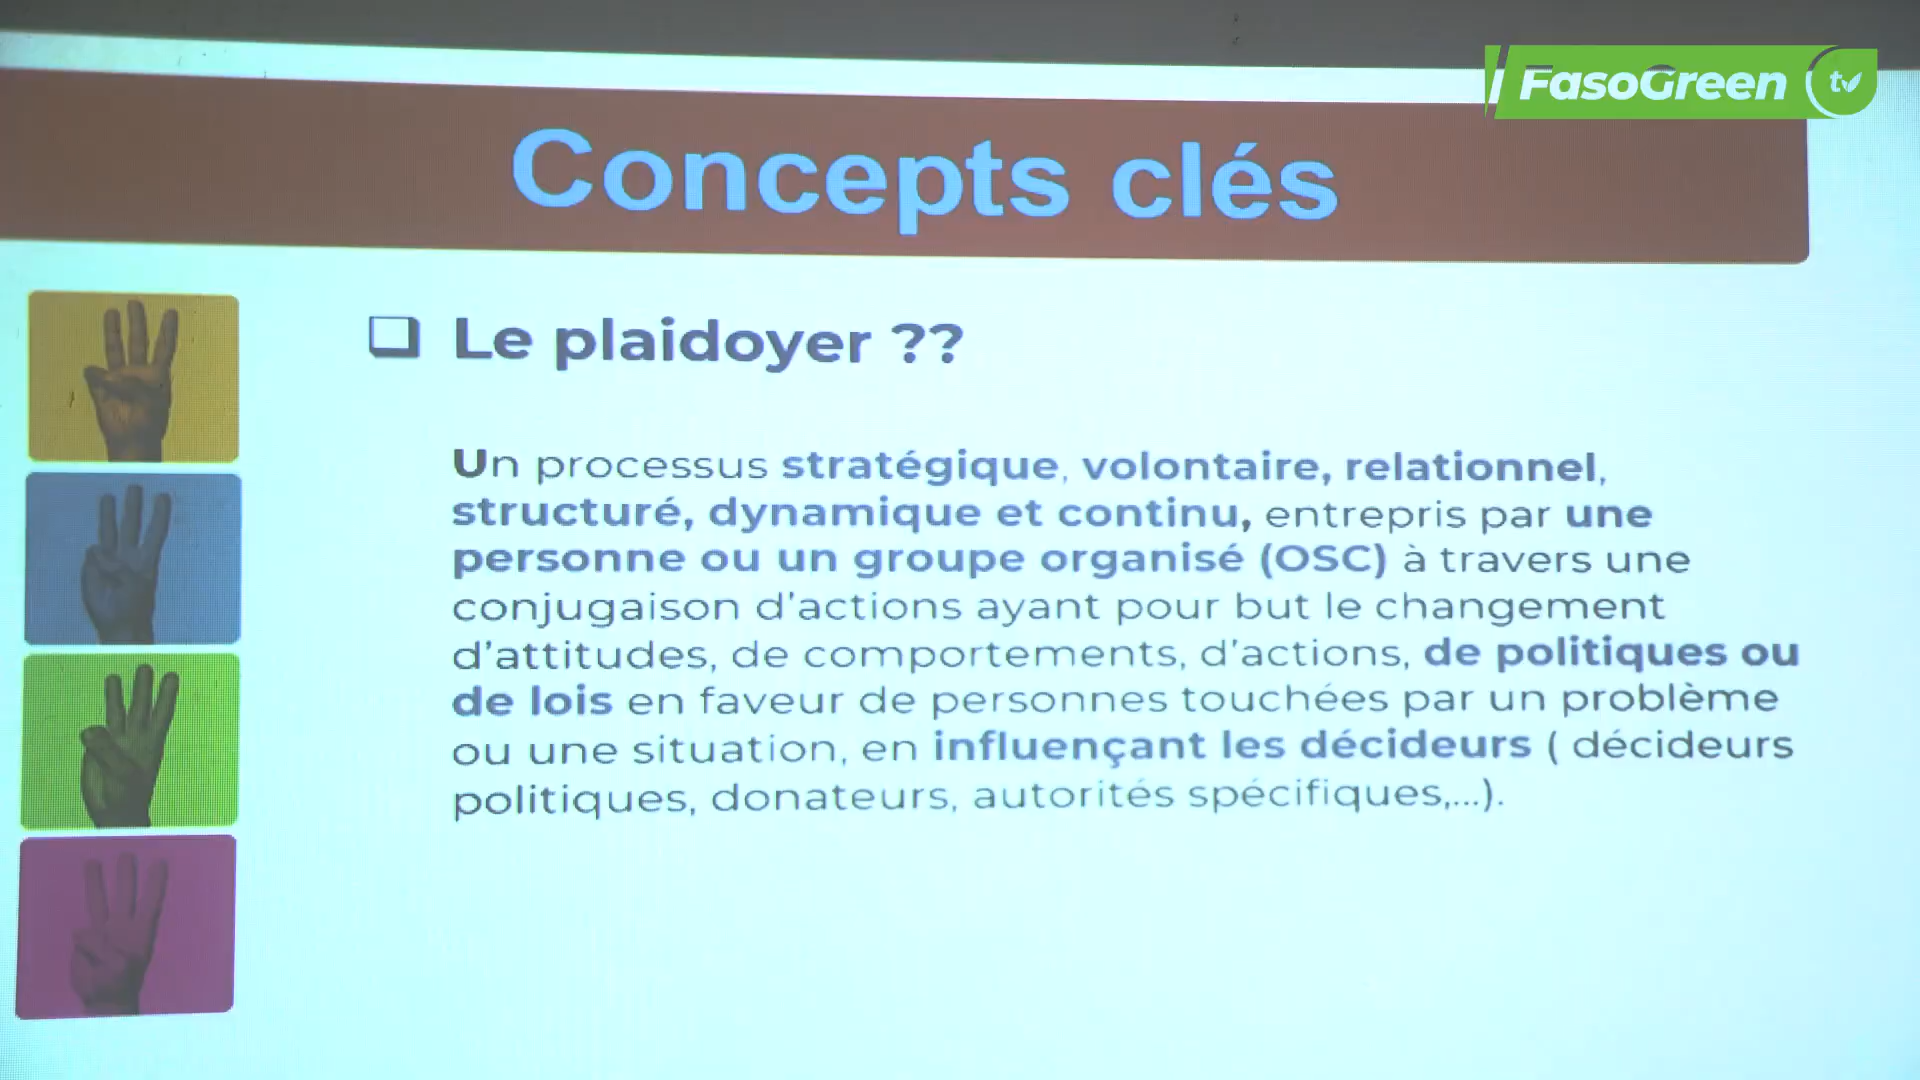 FasoGreen tv
Concepts clés
Le plaidoyer ??
Un processus stratégique, volontaire, relationnel,
structuré, dynamique et continu, entrepris par une
personne ou un groupe organisé (OSC) à travers une
conjugaison d'actions ayant pour but le changement
d'attitudes, de comportements, d'actions, de politiques ou
de lois en faveur de personnes touchées par un problème
ou une situation, en influençant les décideurs ( décideurs
politiques, donateurs, autorités spécifiques,...).